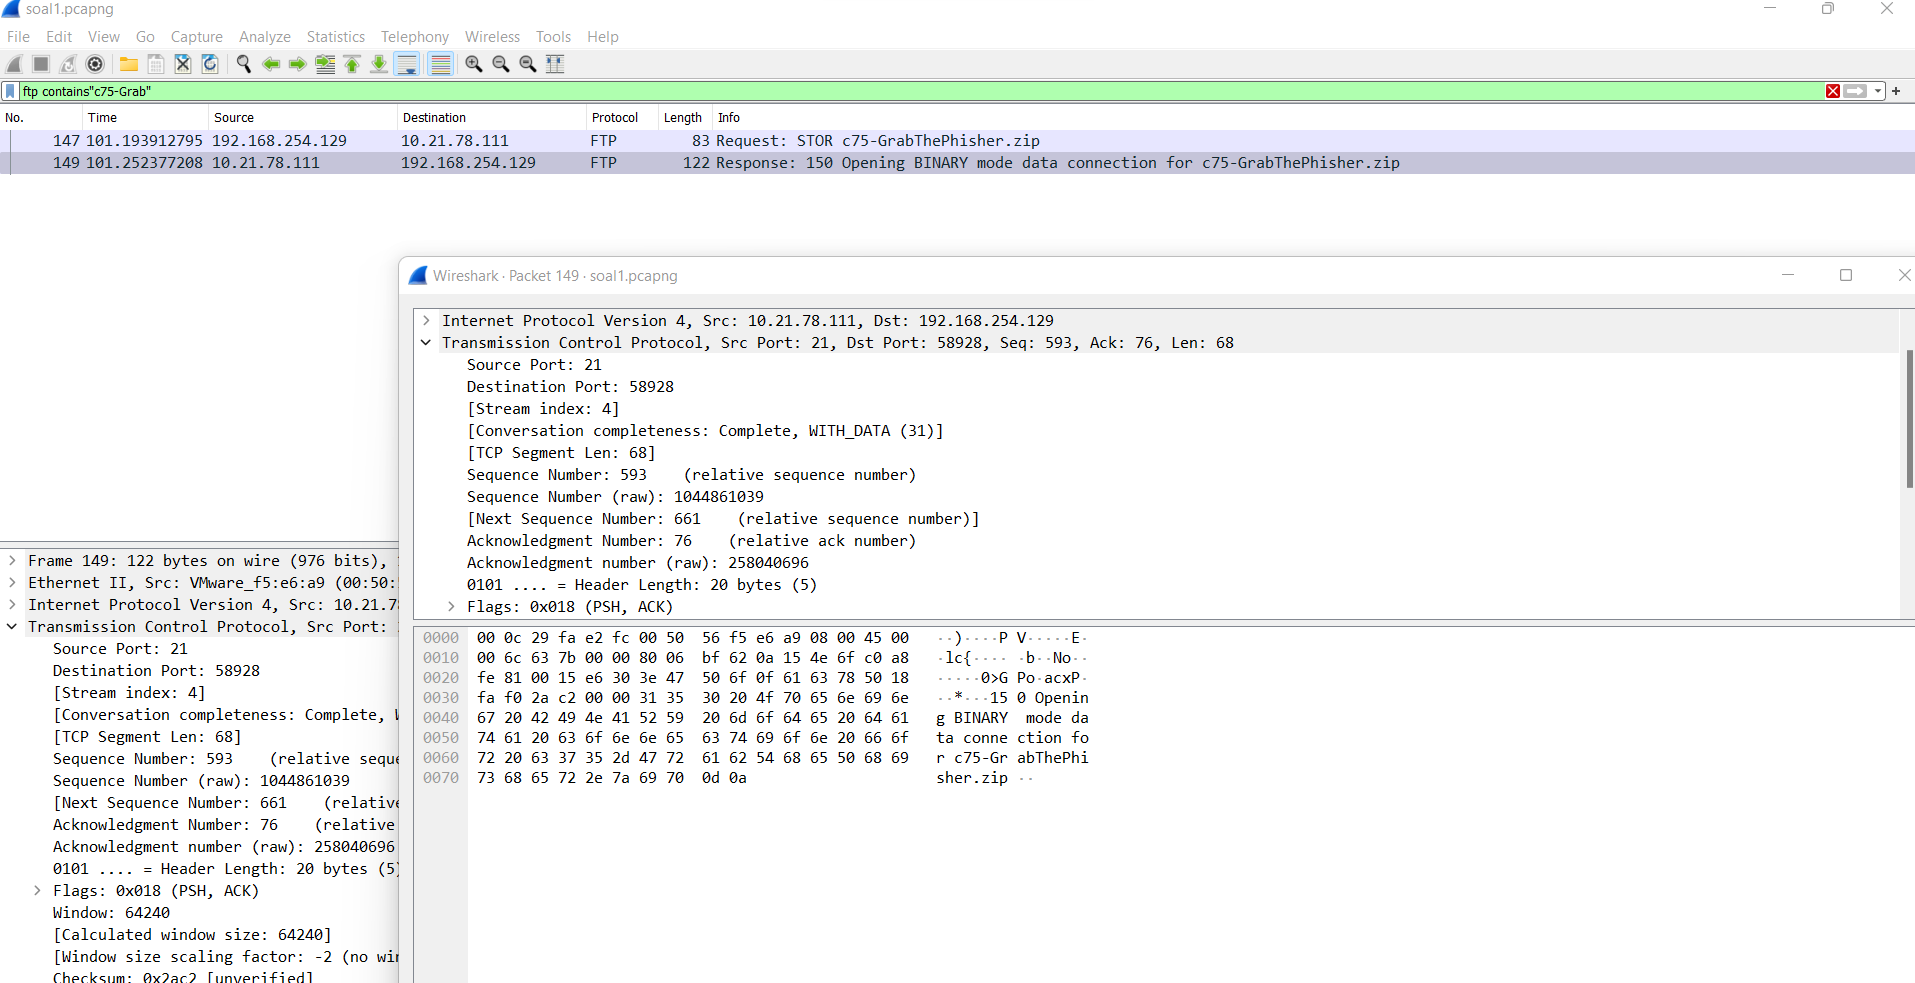 soal1.pcapng
File Edit View Go Capture Analyze Statistics Telephony Wireless Tools Help
ftp contains"c75-Grab"
No. Time Source Destination Protocol Length Info
147 101.193912795 192.168.254.129 10.21.78.111 FTP 83 Request: STOR c75-GrabThePhisher.zip
149 101.252377208 10.21.78.111 192.168.254.129 FTP 122 Response: 150 Opening BINARY mode data connection for c75-GrabThePhisher.zip
Wireshark · Packet 149 · soal1.pcapng
Internet Protocol Version 4, Src: 10.21.78.111, Dst: 192.168.254.129
Transmission Control Protocol, Src Port: 21, Dst Port: 58928, Seq: 593, Ack: 76, Len: 68
Source Port: 21
Destination Port: 58928
[Stream index: 4]
[Conversation completeness: Complete, WITH_DATA (31)]
[TCP Segment Len: 68]
Sequence Number: 593 (relative sequence number)
Sequence Number (raw): 1044861039
[Next Sequence Number: 661 (relative sequence number)]
Acknowledgment Number: 76 (relative ack number)
Acknowledgment number (raw): 258040696
0101 .... = Header Length: 20 bytes (5)
Flags: 0x018 (PSH, ACK)
0000 00 0c 29 fa e2 fc 00 50 56 f5 e6 a9 08 00 45 00 ··)····P V·····E·
0010 00 6c 63 7b 00 00 80 06 bf 62 0a 15 4e 6f c0 a8 ·lc{···· ·b··No··
0020 fe 81 00 15 e6 30 3e 47 50 6f 0f 61 63 78 50 18 ·····0>G Po·acxP·
0030 fa f0 2a c2 00 00 31 35 30 20 4f 70 65 6e 69 6e ··*···15 0 Openin
0040 67 20 42 49 4e 41 52 59 20 6d 6f 64 65 20 64 61 g BINARY mode da
0050 74 61 20 63 6f 6e 6e 65 63 74 69 6f 6e 20 66 6f ta conne ction fo
0060 72 20 63 37 35 2d 47 72 61 62 54 68 65 50 68 69 r c75-Gr abThePhi
0070 73 68 65 72 2e 7a 69 70 0d 0a sher.zip ··
Frame 149: 122 bytes on wire (976 bits),
Ethernet II, Src: VMware_f5:e6:a9 (00:50:
Internet Protocol Version 4, Src: 10.21.7
Transmission Control Protocol, Src Port:
Source Port: 21
Destination Port: 58928
[Stream index: 4]
[Conversation completeness: Complete, W
[TCP Segment Len: 68]
Sequence Number: 593 (relative seque
Sequence Number (raw): 1044861039
[Next Sequence Number: 661 (relative
Acknowledgment Number: 76 (relative
Acknowledgment number (raw): 258040696
0101 .... = Header Length: 20 bytes (5)
Flags: 0x018 (PSH, ACK)
Window: 64240
[Calculated window size: 64240]
[Window size scaling factor: -2 (no win
Checksum: 0x2ac2 [unverified]